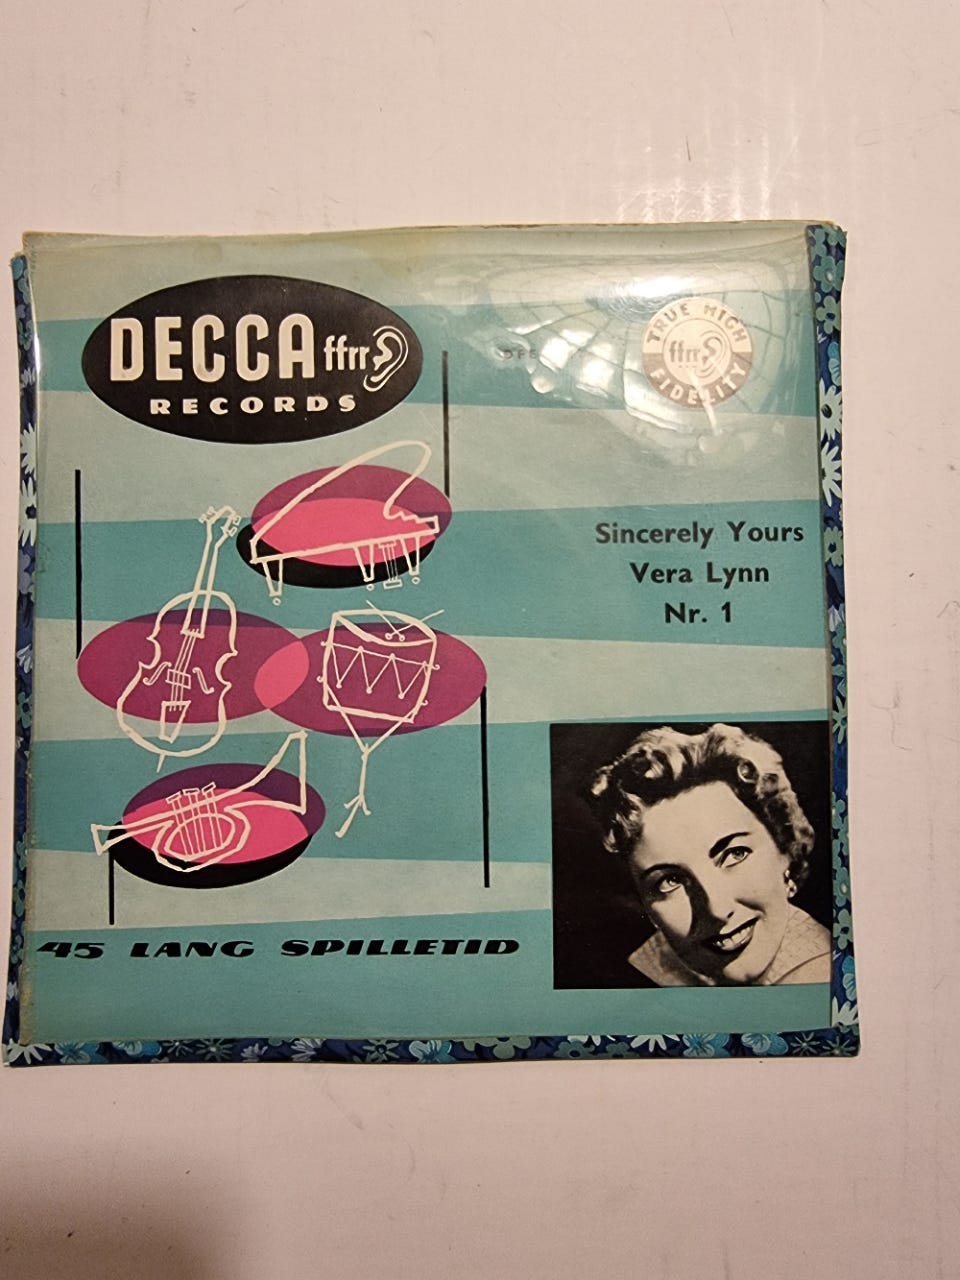 DECCA ffrr
RECORDS
TRUE HIGH
ffrr
FIDELITY
Sincerely Yours
Vera Lynn
Nr. 1
45 LANG SPILLETID